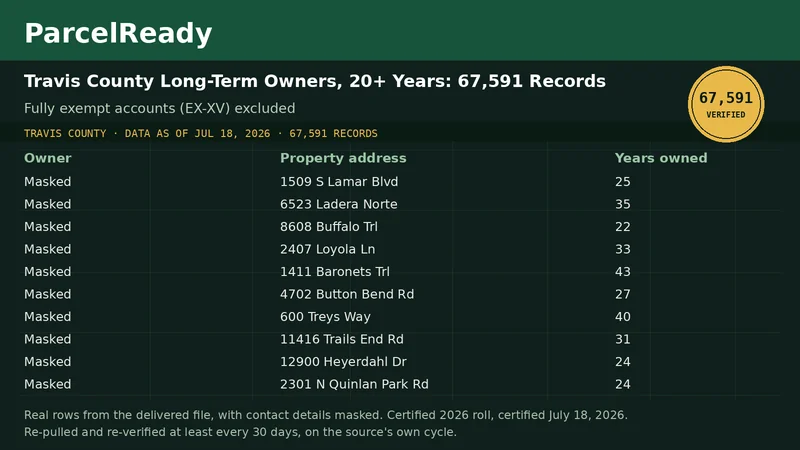 ParcelReady
Travis County Long-Term Owners, 20+ Years: 67,591 Records
Fully exempt accounts (EX-XV) excluded
67,591
VERIFIED
TRAVIS COUNTY · DATA AS OF JUL 18, 2026 · 67,591 RECORDS
Owner Property address Years owned
Masked 1509 S Lamar Blvd 25
Masked 6523 Ladera Norte 35
Masked 8608 Buffalo Trl 22
Masked 2407 Loyola Ln 33
Masked 1411 Baronets Trl 43
Masked 4702 Button Bend Rd 27
Masked 600 Treys Way 40
Masked 11416 Trails End Rd 31
Masked 12900 Heyerdahl Dr 24
Masked 2301 N Quinlan Park Rd 24
Real rows from the delivered file, with contact details masked. Certified 2026 roll, certified July 18, 2026.
Re-pulled and re-verified at least every 30 days, on the source's own cycle.